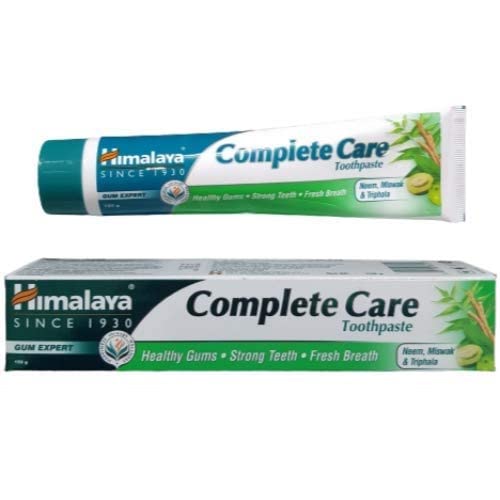 Himalaya
SINCE 1930
GUM EXPERT
Complete Care
Toothpaste
Healthy Gums • Strong Teeth • Fresh Breath
Neem, Miswak
& Triphala
Himalaya
SINCE 1930
GUM EXPERT
Complete Care
Toothpaste
Healthy Gums • Strong Teeth • Fresh Breath
Neem, Miswak
& Triphala